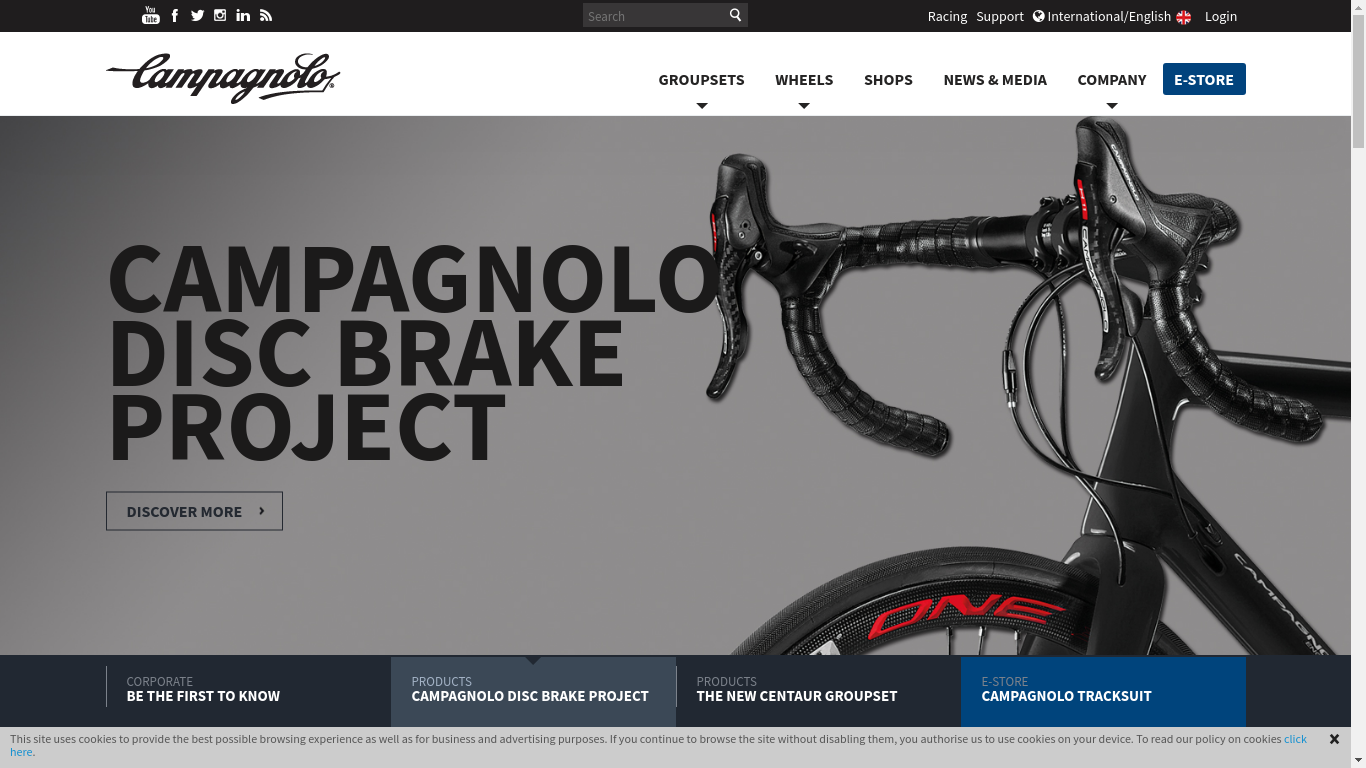 You Tube
Search
Racing Support International/English Login
Campagnolo
GROUPSETS WHEELS SHOPS NEWS & MEDIA COMPANY E-STORE
CAMPAGNOLO
DISC BRAKE
PROJECT
DISCOVER MORE
CAMPAGNOLO
ONE
CORPORATE
BE THE FIRST TO KNOW
PRODUCTS
CAMPAGNOLO DISC BRAKE PROJECT
PRODUCTS
THE NEW CENTAUR GROUPSET
E-STORE
CAMPAGNOLO TRACKSUIT
This site uses cookies to provide the best possible browsing experience as well as for business and advertising purposes. If you continue to browse the site without disabling them, you authorise us to use cookies on your device. To read our policy on cookies click
here.